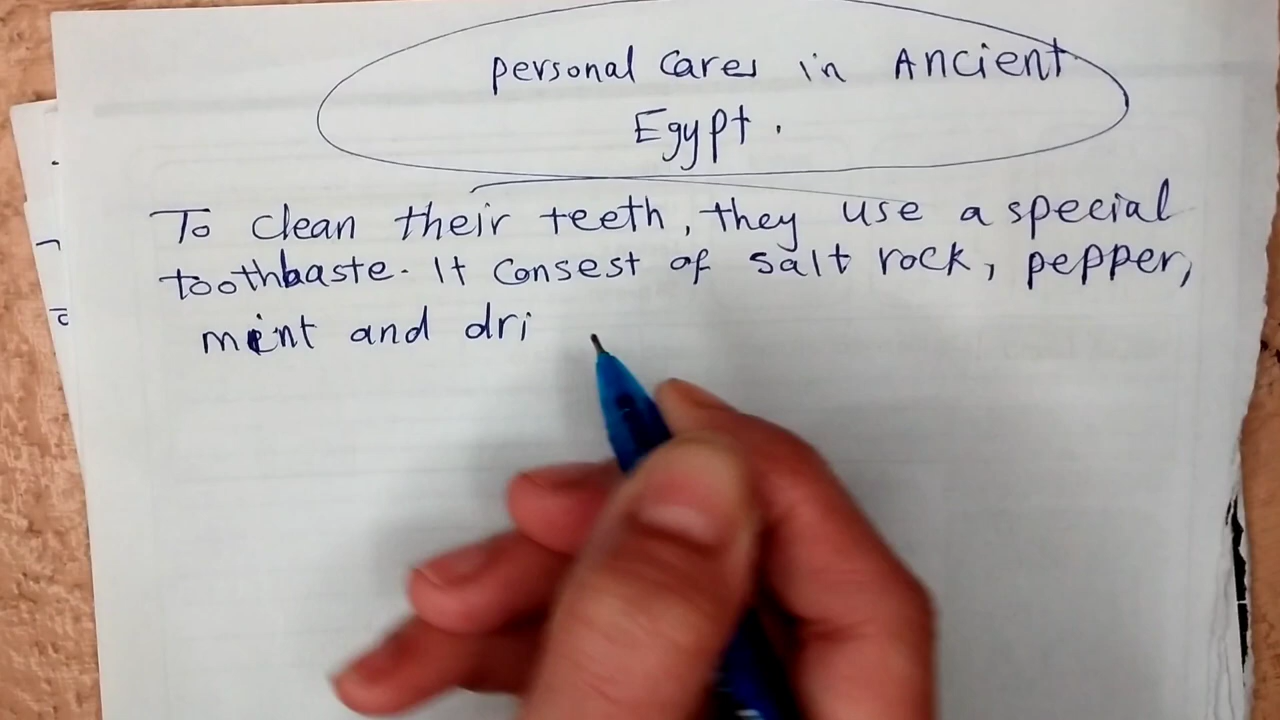 personal cares in Ancient
Egypt.
To clean their teeth, they use a special
toothbaste. It consest of salt rock, pepper,
mint and dri